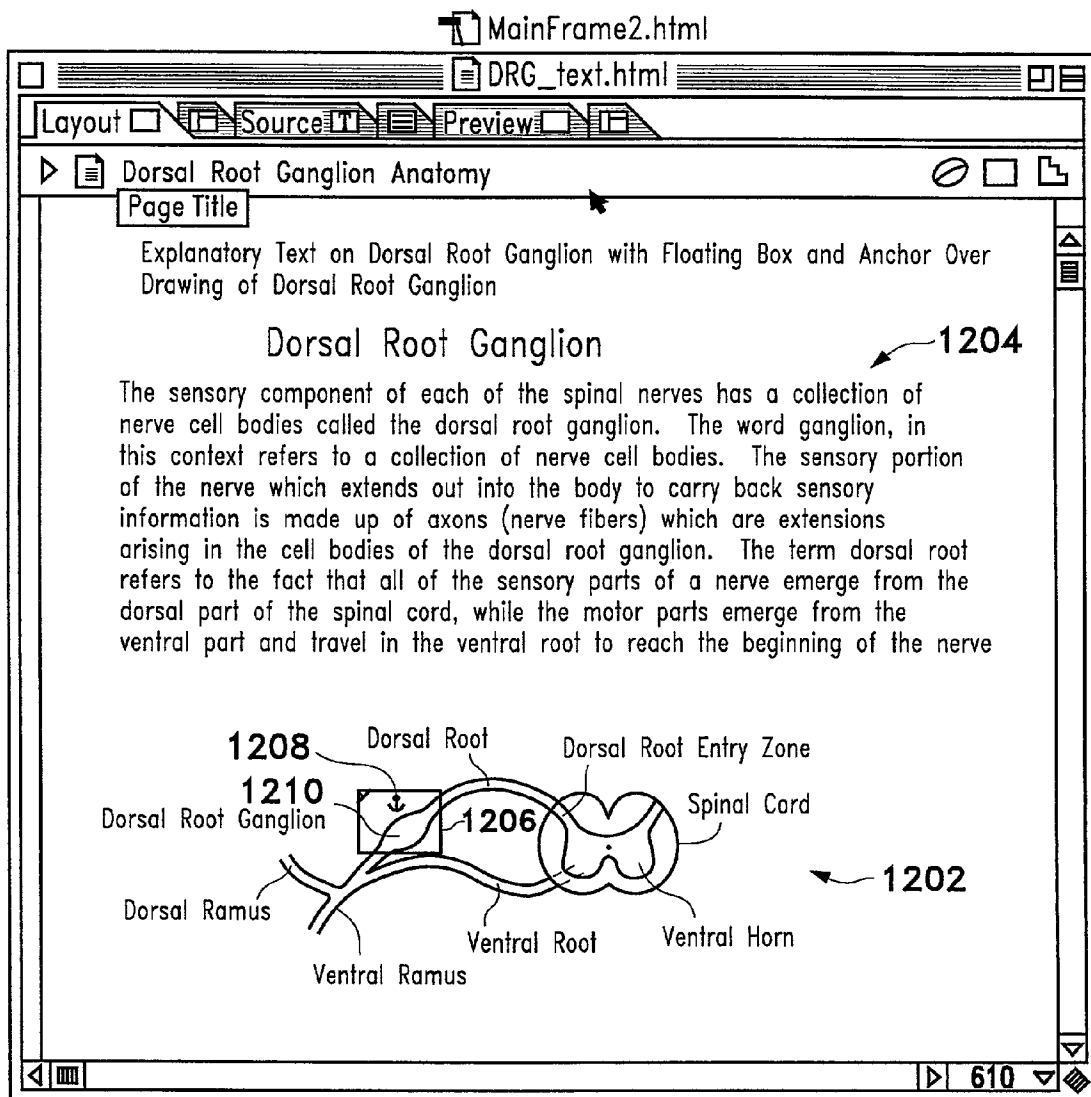 MainFrame2.html
DRG_text.html
Layout Source T Preview
Dorsal Root Ganglion Anatomy
Page Title
Explanatory Text on Dorsal Root Ganglion with Floating Box and Anchor Over
Drawing of Dorsal Root Ganglion
Dorsal Root Ganglion
1204
The sensory component of each of the spinal nerves has a collection of
nerve cell bodies called the dorsal root ganglion. The word ganglion, in
this context refers to a collection of nerve cell bodies. The sensory portion
of the nerve which extends out into the body to carry back sensory
information is made up of axons (nerve fibers) which are extensions
arising in the cell bodies of the dorsal root ganglion. The term dorsal root
refers to the fact that all of the sensory parts of a nerve emerge from the
dorsal part of the spinal cord, while the motor parts emerge from the
ventral part and travel in the ventral root to reach the beginning of the nerve
1208
Dorsal Root
Dorsal Root Entry Zone
1210
Spinal Cord
Dorsal Root Ganglion
1206
1202
Dorsal Ramus
Ventral Root
Ventral Horn
Ventral Ramus
610